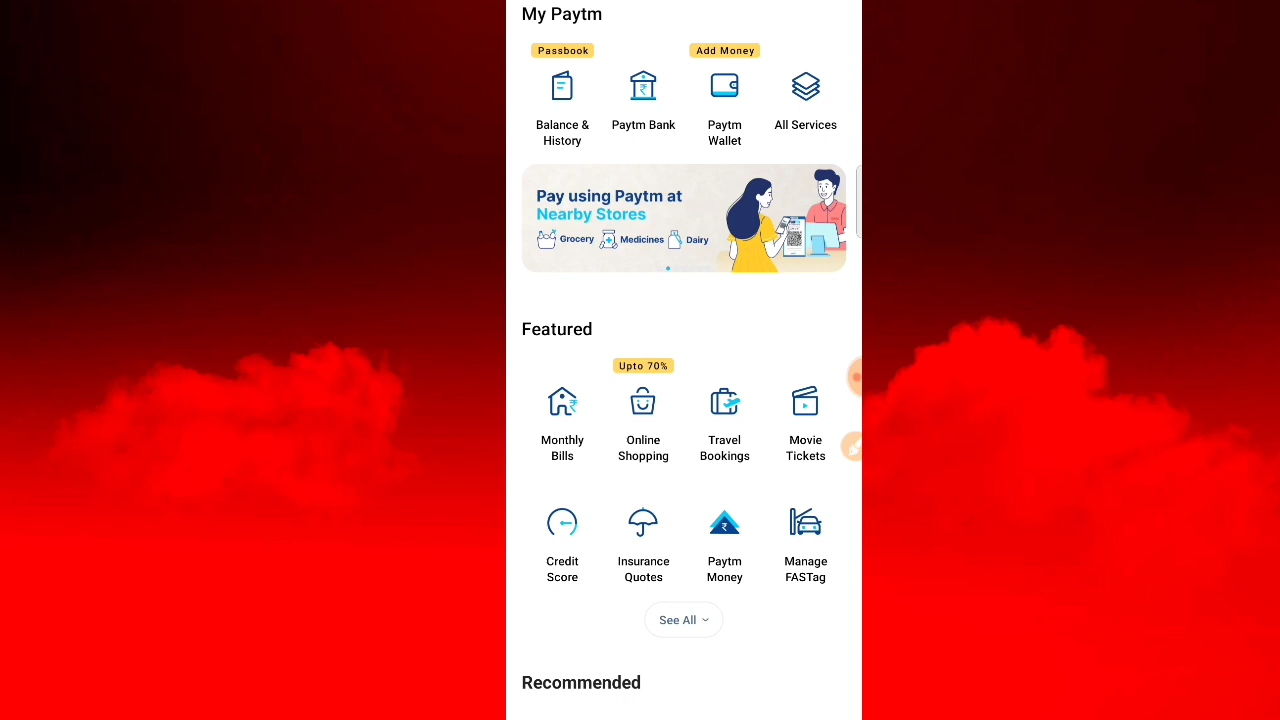 My Paytm
Passbook
Add Money
Balance &
History
Paytm Bank
Paytm
Wallet
All Services
Pay using Paytm at
Nearby Stores
Grocery
Medicines
Dairy
Featured
Upto 70%
Monthly
Bills
Online
Shopping
Travel
Bookings
Movie
Tickets
Credit
Score
Insurance
Quotes
Paytm
Money
Manage
FASTag
See All
Recommended